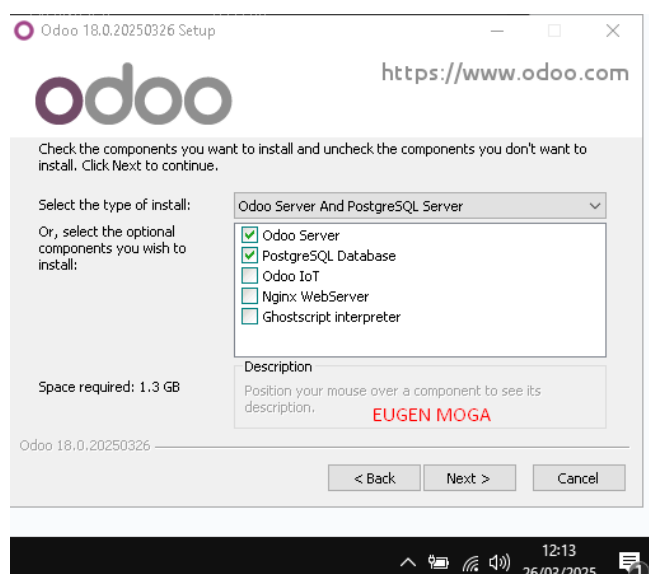 Odoo 18.0.20250326 Setup
odoo
https://www.odoo.com
Check the components you want to install and uncheck the components you don't want to
install. Click Next to continue.
Select the type of install:
Odoo Server And PostgreSQL Server
Or, select the optional
components you wish to
install:
Odoo Server
PostgreSQL Database
Odoo IoT
Nginx WebServer
Ghostscript interpreter
Space required: 1.3 GB
Description
Position your mouse over a component to see its
description.
EUGEN MOGA
Odoo 18.0.20250326
< Back
Next >
Cancel
12:13
26/03/2025
1